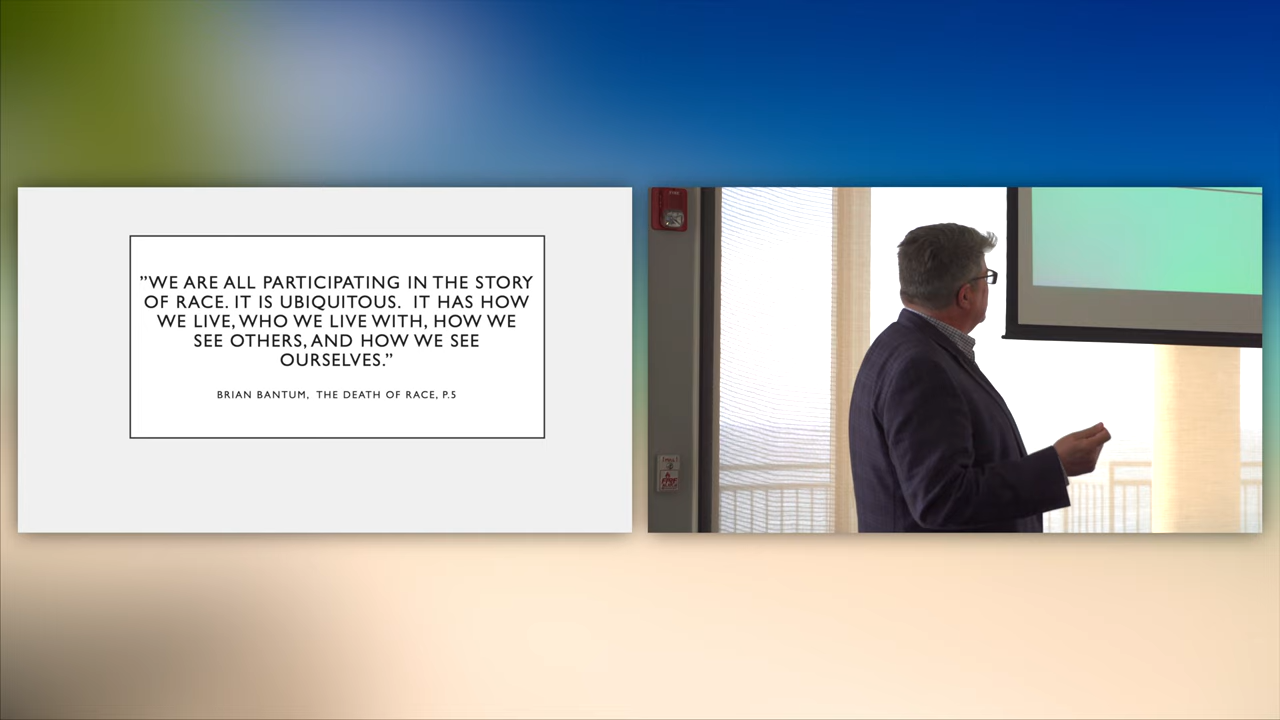 ”WE ARE ALL PARTICIPATING IN THE STORY
OF RACE. IT IS UBIQUITOUS. IT HAS HOW
WE LIVE, WHO WE LIVE WITH, HOW WE
SEE OTHERS, AND HOW WE SEE
OURSELVES.”
BRIAN BANTUM, THE DEATH OF RACE, P.5